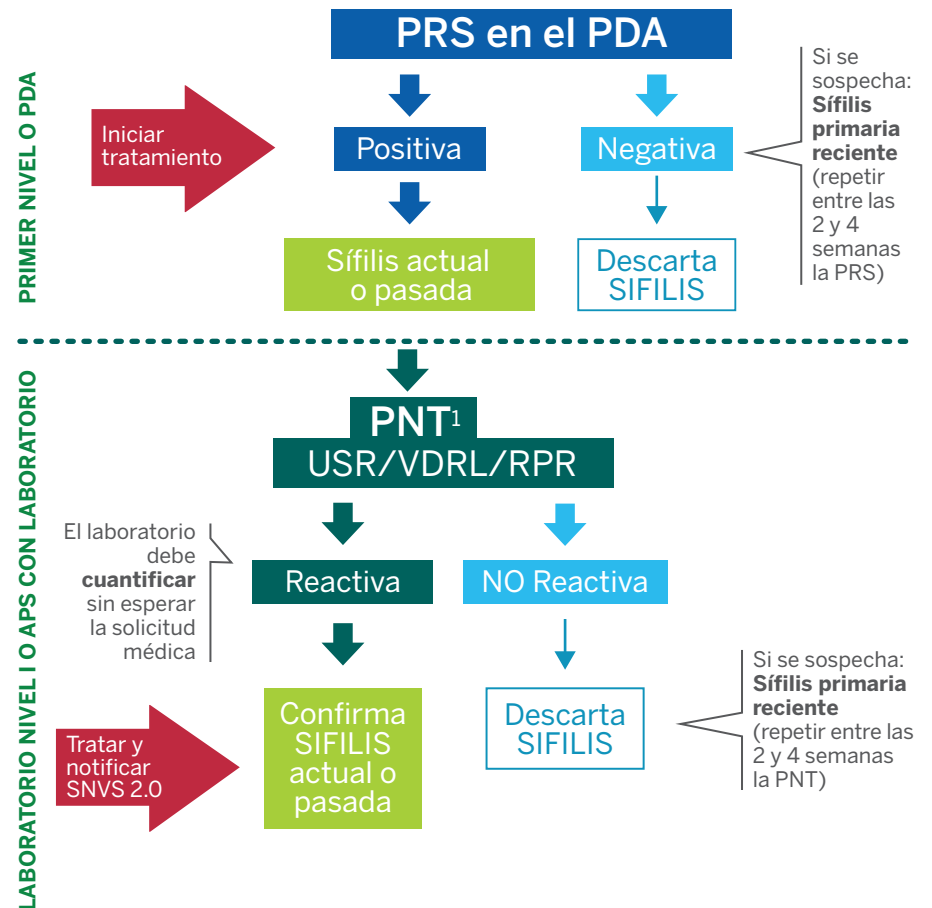 PRIMER NIVEL O PDA
PRS en el PDA
Iniciar
tratamiento
Positiva
Negativa
Si se
sospecha:
Sífilis
primaria
reciente
(repetir
entre las
2 y 4
semanas
la PRS)
Sífilis actual
o pasada
Descarta
SIFILIS
LABORATORIO NIVEL I O APS CON LABORATORIO
PNT1
USR/VDRL/RPR
El laboratorio
debe
cuantificar
sin esperar
la solicitud
médica
Reactiva
NO Reactiva
Tratar y
notificar
SNVS 2.0
Confirma
SIFILIS
actual o
pasada
Descarta
SIFILIS
Si se sospecha:
Sífilis primaria
reciente
(repetir entre las
2 y 4 semanas
la PNT)